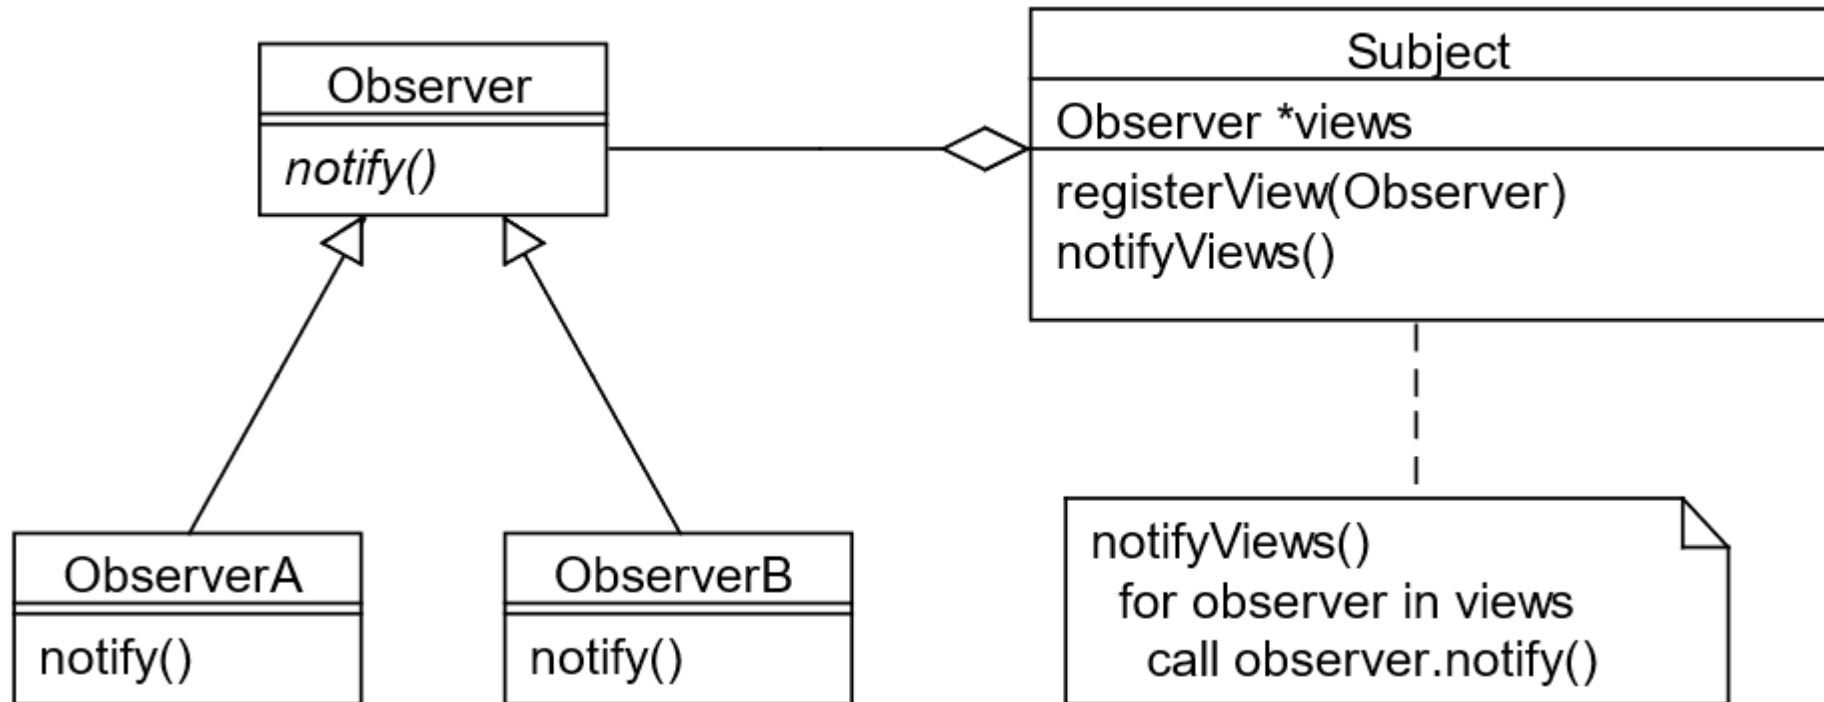 Observer
notify()
Subject
Observer *views
registerView(Observer)
notifyViews()
ObserverA
notify()
ObserverB
notify()
notifyViews()
for observer in views
call observer.notify()